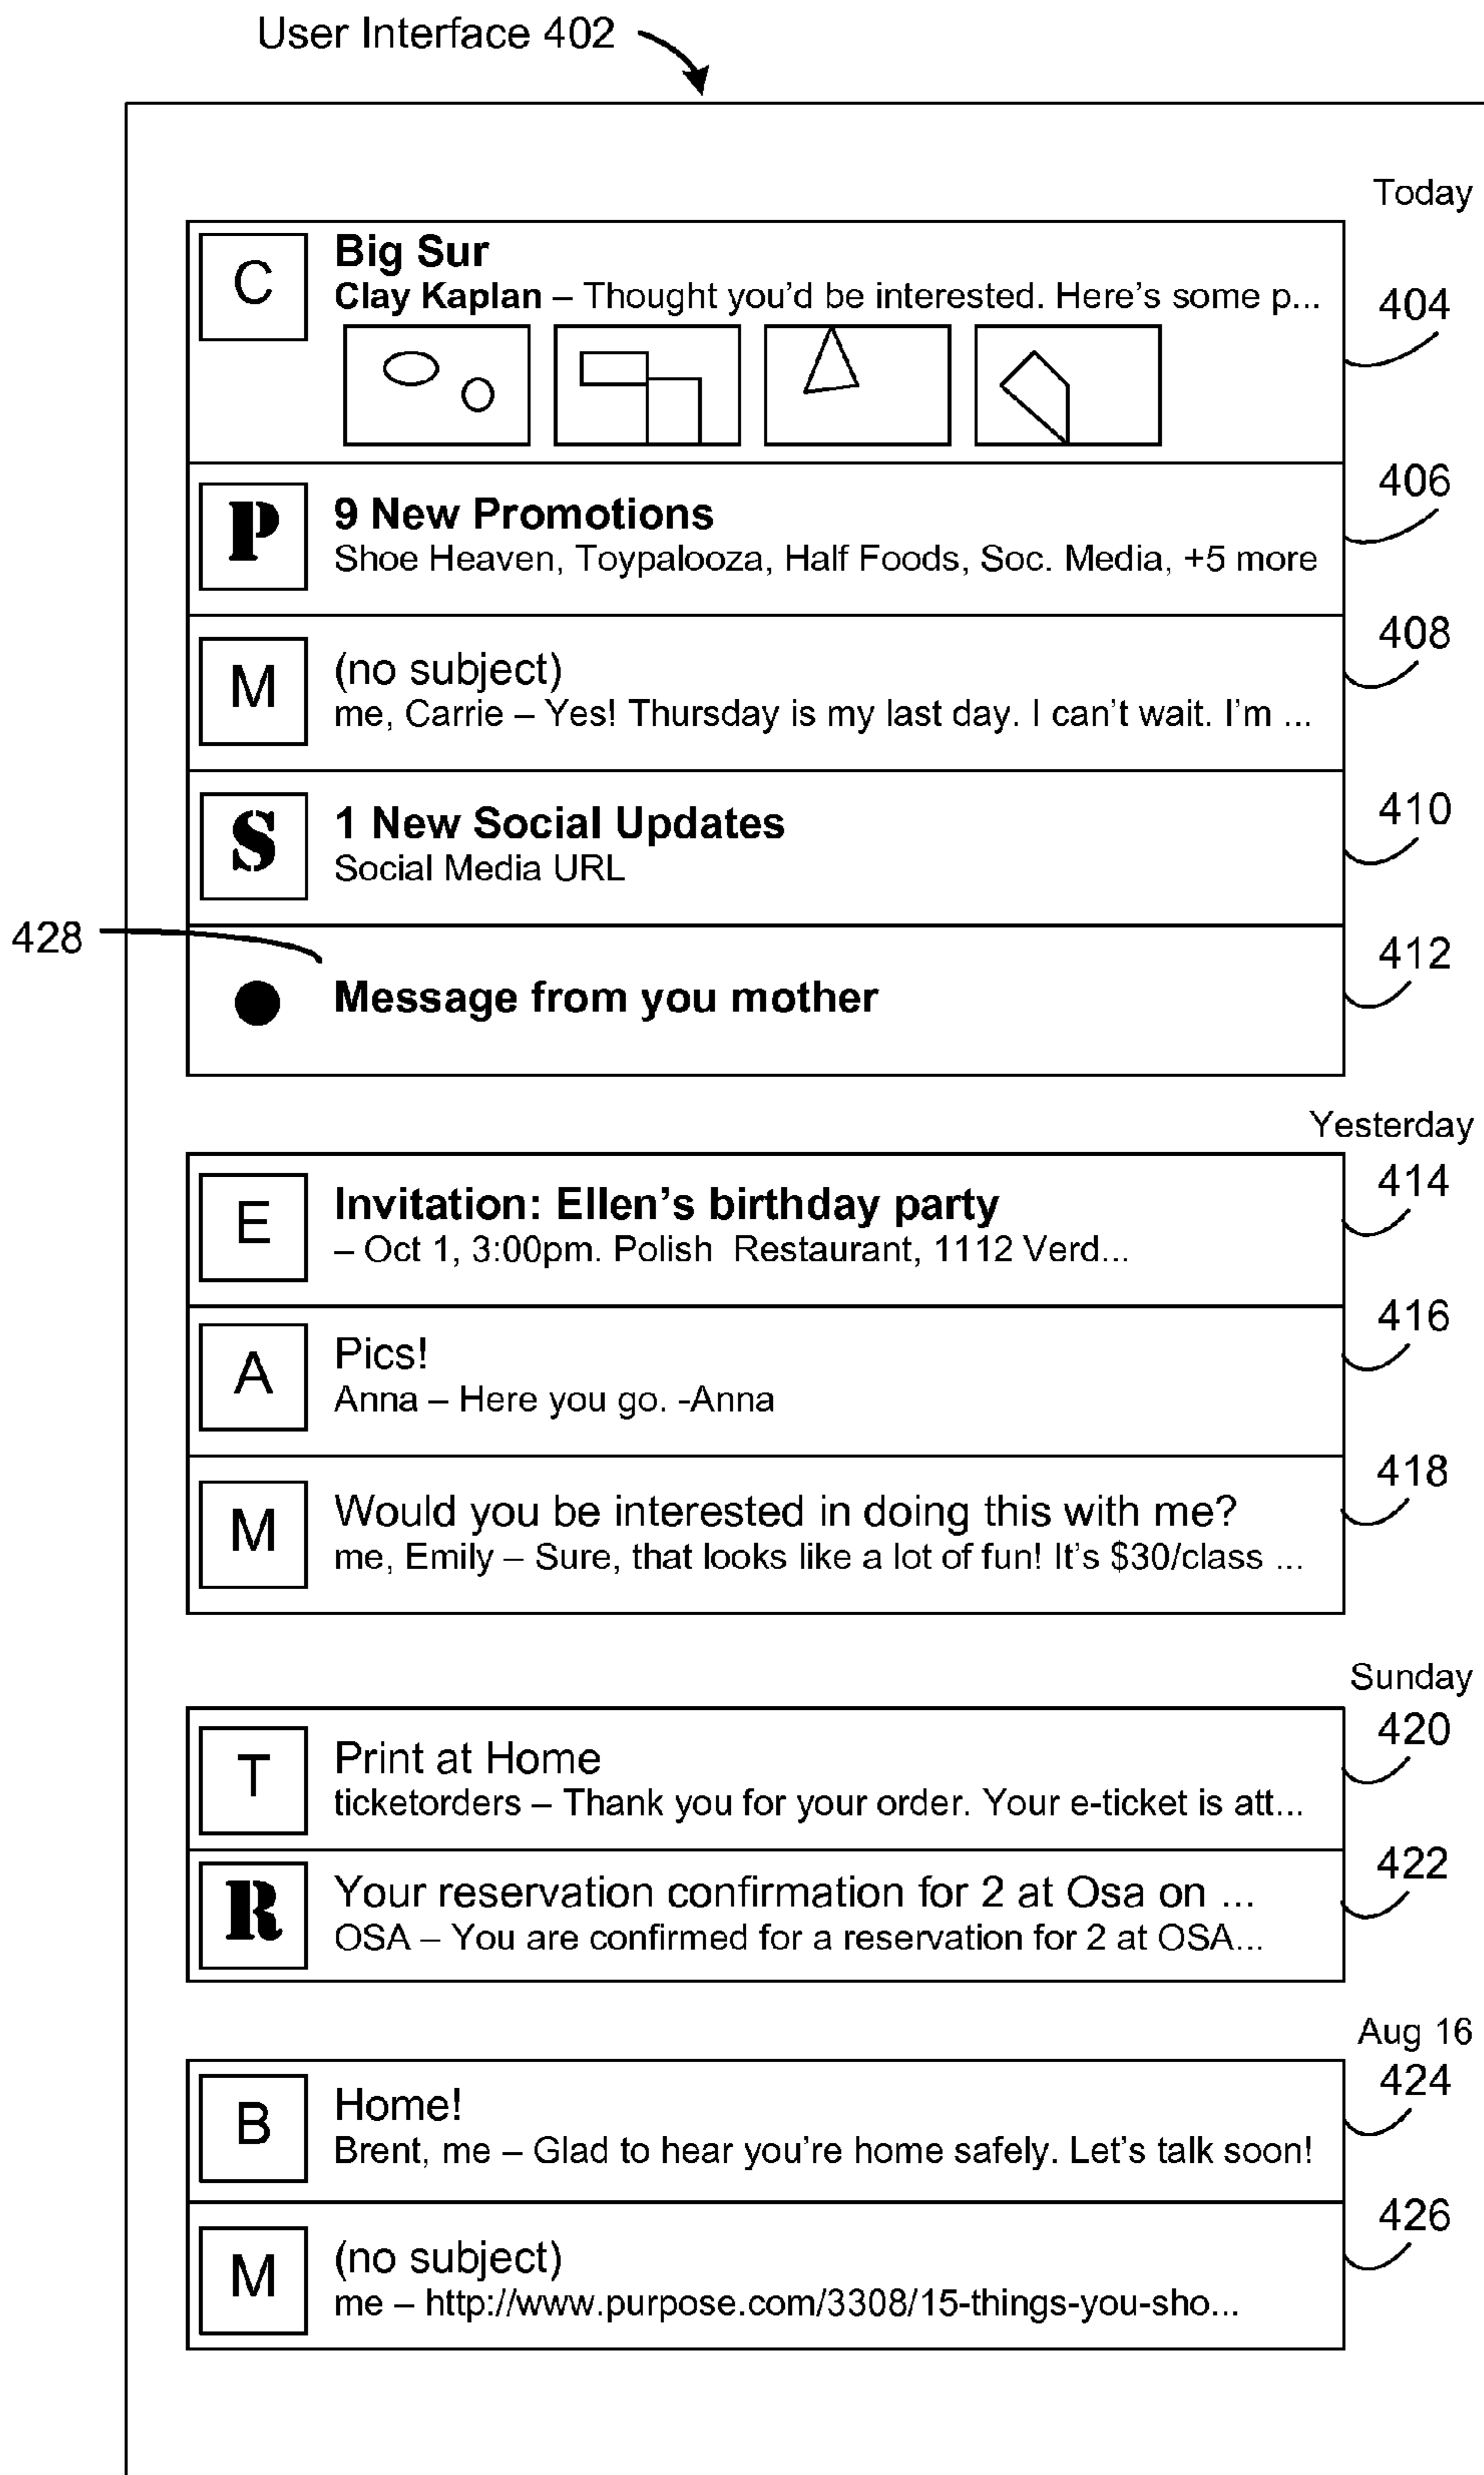 User Interface 402
Today
C
Big Sur
Clay Kaplan – Thought you’d be interested. Here’s some p...
404
P
9 New Promotions
Shoe Heaven, Toypalooza, Half Foods, Soc. Media, +5 more
406
M
(no subject)
me, Carrie – Yes! Thursday is my last day. I can’t wait. I’m ...
408
S
1 New Social Updates
Social Media URL
410
428
Message from you mother
412
Yesterday
E
Invitation: Ellen’s birthday party
– Oct 1, 3:00pm. Polish Restaurant, 1112 Verd...
414
A
Pics!
Anna – Here you go. -Anna
416
M
Would you be interested in doing this with me?
me, Emily – Sure, that looks like a lot of fun! It’s $30/class ...
418
Sunday
T
Print at Home
ticketorders – Thank you for your order. Your e-ticket is att...
420
R
Your reservation confirmation for 2 at Osa on ...
OSA – You are confirmed for a reservation for 2 at OSA...
422
Aug 16
B
Home!
Brent, me – Glad to hear you’re home safely. Let’s talk soon!
424
M
(no subject)
me – http://www.purpose.com/3308/15-things-you-sho...
426